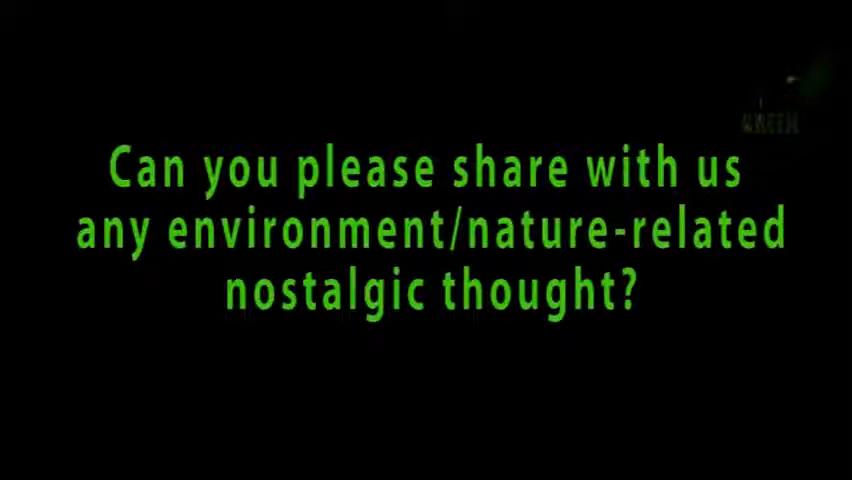 Can you please share with us
any environment/nature-related
nostalgic thought?